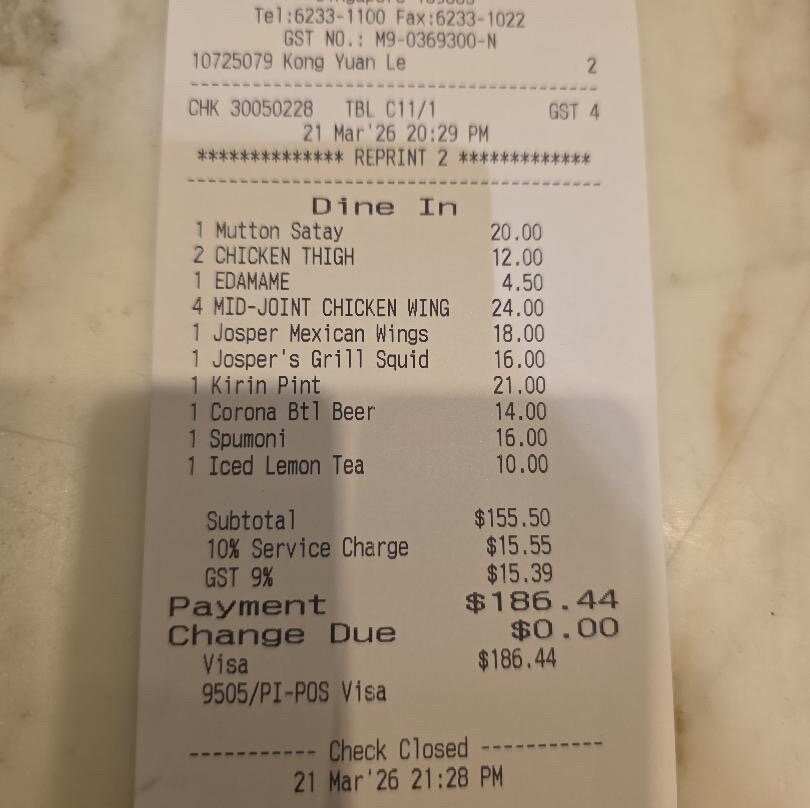 Tel:6233-1100 Fax:6233-1022
GST NO.: M9-0369300-N
10725079 Kong Yuan Le 2
CHK 30050228 TBL C11/1 GST 4
21 Mar'26 20:29 PM
************** REPRINT 2 *************
Dine In
1 Mutton Satay 20.00
2 CHICKEN THIGH 12.00
1 EDAMAME 4.50
4 MID-JOINT CHICKEN WING 24.00
1 Josper Mexican Wings 18.00
1 Josper's Grill Squid 16.00
1 Kirin Pint 21.00
1 Corona Btl Beer 14.00
1 Spumoni 16.00
1 Iced Lemon Tea 10.00
Subtotal $155.50
10% Service Charge $15.55
GST 9% $15.39
Payment $186.44
Change Due $0.00
Visa $186.44
9505/PI-POS Visa
----------- Check Closed -----------
21 Mar'26 21:28 PM